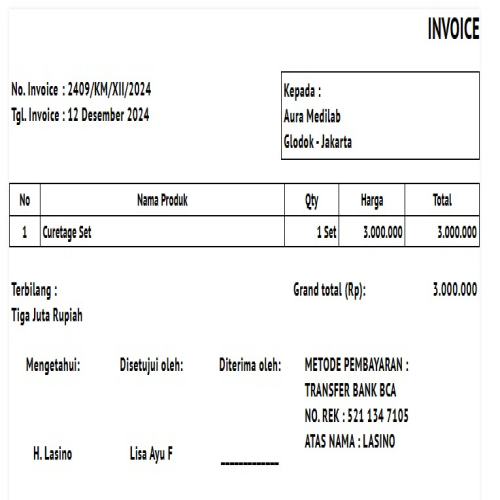 INVOICE
No. Invoice : 2409/KM/XII/2024
Tgl. Invoice : 12 Desember 2024
Kepada :
Aura Medilab
Glodok - Jakarta
No Nama Produk Qty Harga Total
1 Curetage Set 1 Set 3.000.000 3.000.000
Terbilang : Grand total (Rp): 3.000.000
Tiga Juta Rupiah
Mengetahui: Disetujui oleh: Diterima oleh:
H. Lasino Lisa Ayu F
METODE PEMBAYARAN :
TRANSFER BANK BCA
NO. REK : 521 134 7105
ATAS NAMA : LASINO